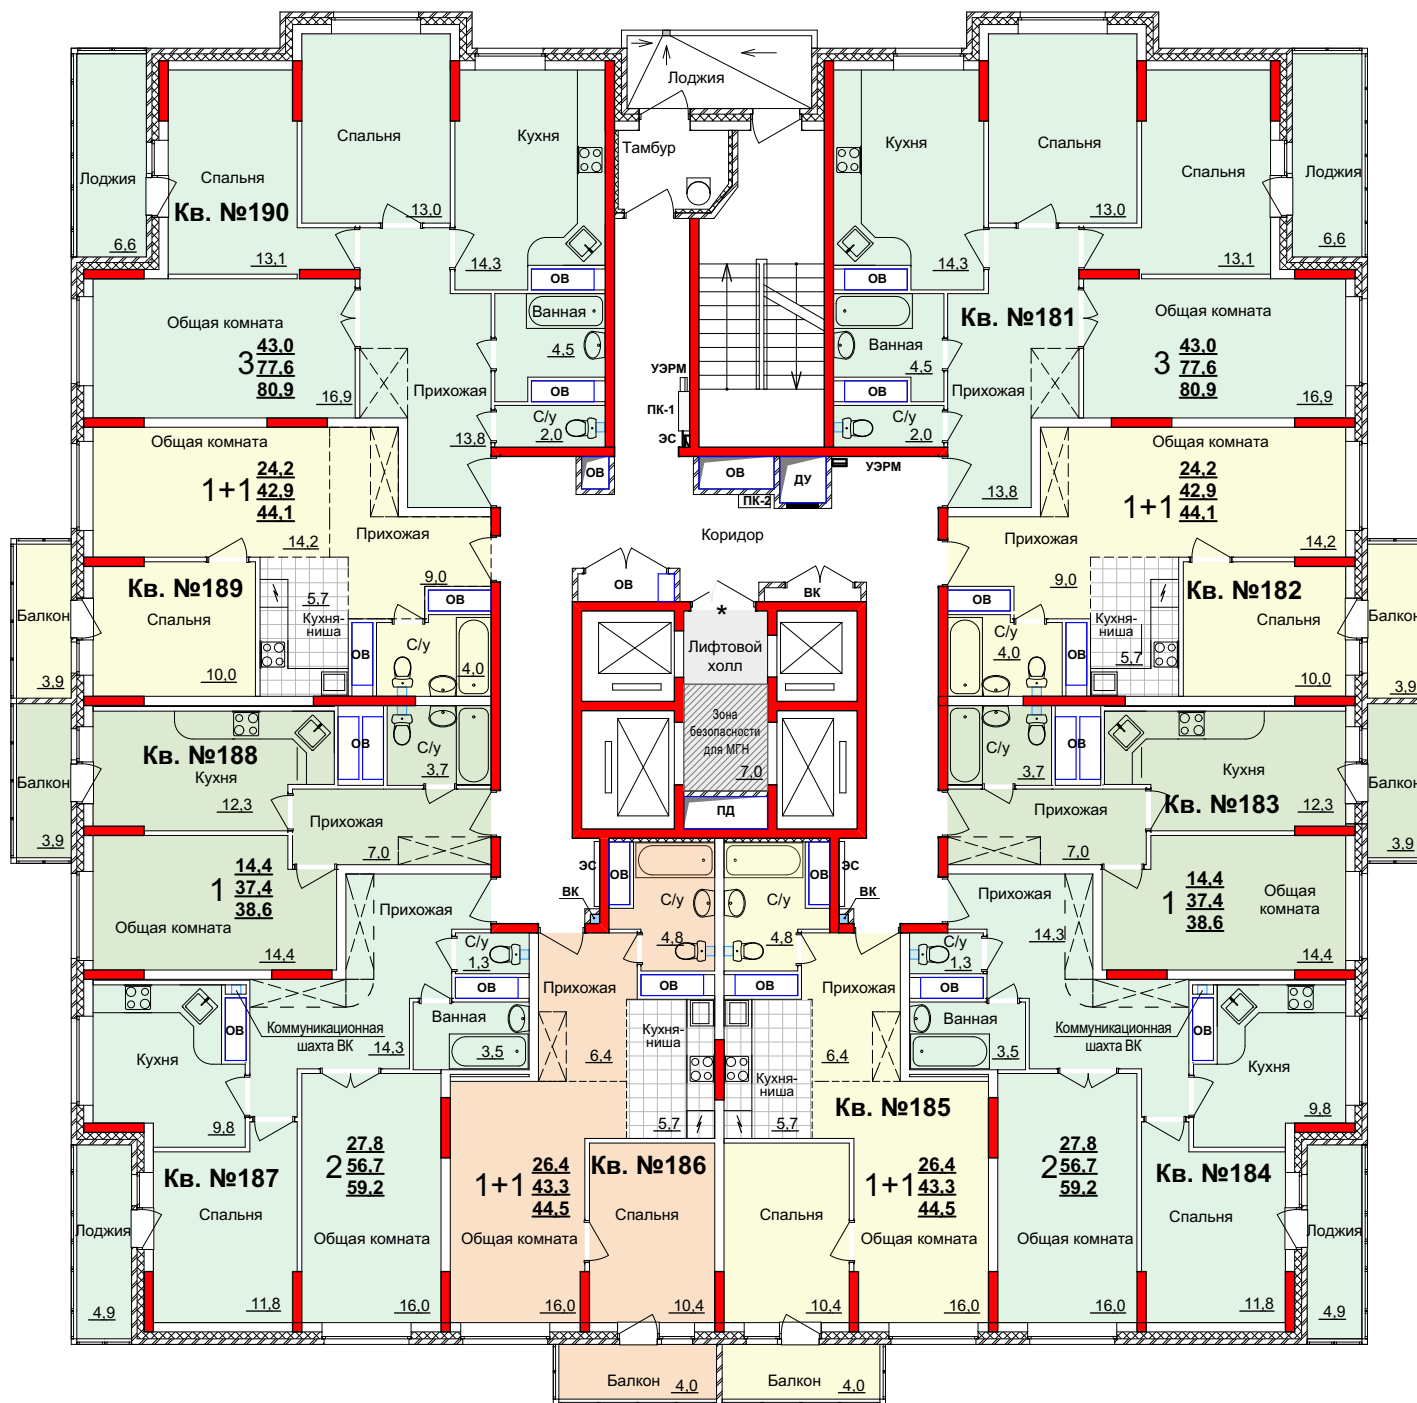 Лоджия
6,6
Спальня
Кв. №190
13,1
Спальня
13,0
Кухня
14,3
ОВ
Ванная
4,5
ОВ
С/у
2,0
Общая комната
3
43,0
77,6
80,9
16,9
Прихожая
13,8
Лоджия
Тамбур
УЭРМ
ПК-1
ЭС
ОВ
ОВ
ДУ
ПК-2
УЭРМ
Коридор
Кухня
14,3
ОВ
Спальня
13,0
Спальня
13,1
Лоджия
6,6
Кв. №181
Ванная
4,5
ОВ
С/у
2,0
Прихожая
13,8
Общая комната
3
43,0
77,6
80,9
16,9
Общая комната
1+1
24,2
42,9
44,1
14,2
Прихожая
9,0
ОВ
Кв. №189
Спальня
10,0
5,7
Кухня-
ниша
ОВ
С/у
4,0
Балкон
3,9
Общая комната
1+1
24,2
42,9
44,1
14,2
Прихожая
9,0
ОВ
Кв. №182
Спальня
10,0
Кухня-
ниша
5,7
ОВ
С/у
4,0
Балкон
3,9
ОВ
ВК
*
Лифтовой
холл
Зона
безопасности
для МГН
7,0
ПД
Балкон
3,9
Кв. №188
Кухня
12,3
ОВ
С/у
3,7
Прихожая
7,0
1
14,4
37,4
38,6
Общая комната
14,4
С/у
3,7
ОВ
Кухня
Кв. №183
12,3
Балкон
3,9
Прихожая
7,0
1
14,4
37,4
38,6
Общая
комната
14,4
ЭС
ВК
ОВ
С/у
4,8
ОВ
С/у
4,8
ОВ
ЭС
ВК
ОВ
Прихожая
С/у
1,3
ОВ
Ванная
3,5
ОВ
Коммуникационная
шахта ВК
14,3
Кухня
9,8
Кв. №187
Спальня
11,8
2
27,8
56,7
59,2
Общая комната
16,0
Лоджия
4,9
Прихожая
6,4
Кухня-
ниша
5,7
1+1
26,4
43,3
44,5
Общая комната
16,0
Кв. №186
Спальня
10,4
Балкон
4,0
Прихожая
6,4
Кухня-
ниша
5,7
Кв. №185
1+1
26,4
43,3
44,5
Общая комната
16,0
Спальня
10,4
Балкон
4,0
Прихожая
14,3
С/у
1,3
ОВ
Ванная
3,5
Коммуникационная
шахта ВК
ОВ
Кухня
9,8
2
27,8
56,7
59,2
Общая комната
16,0
Кв. №184
Спальня
11,8
Лоджия
4,9